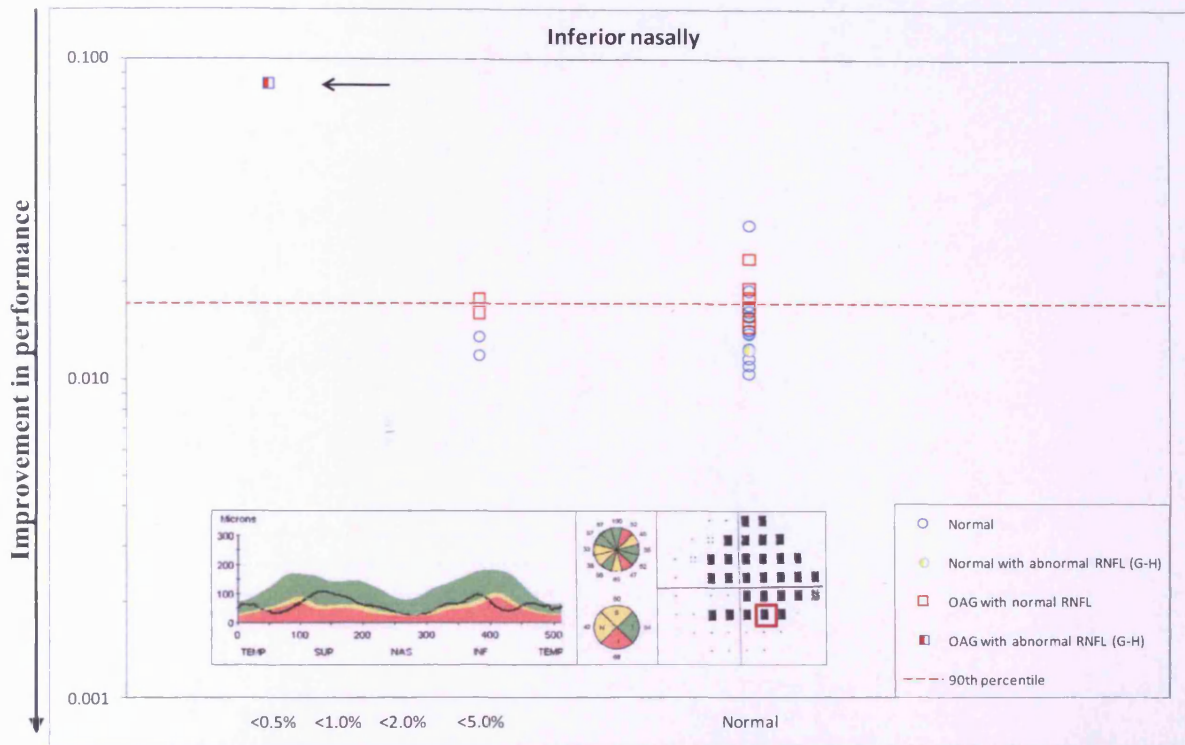 Inferior nasally
0.100
0.010
0.001
Improvement in performance
<0.5% <1.0% <2.0% <5.0% Normal
Microns
300
200
100
0
0 100 200 300 400 500
TEMP SUP NAS INF TEMP
Normal
Normal with abnormal RNFL (G-H)
OAG with normal RNFL
OAG with abnormal RNFL (G-H)
90th percentile